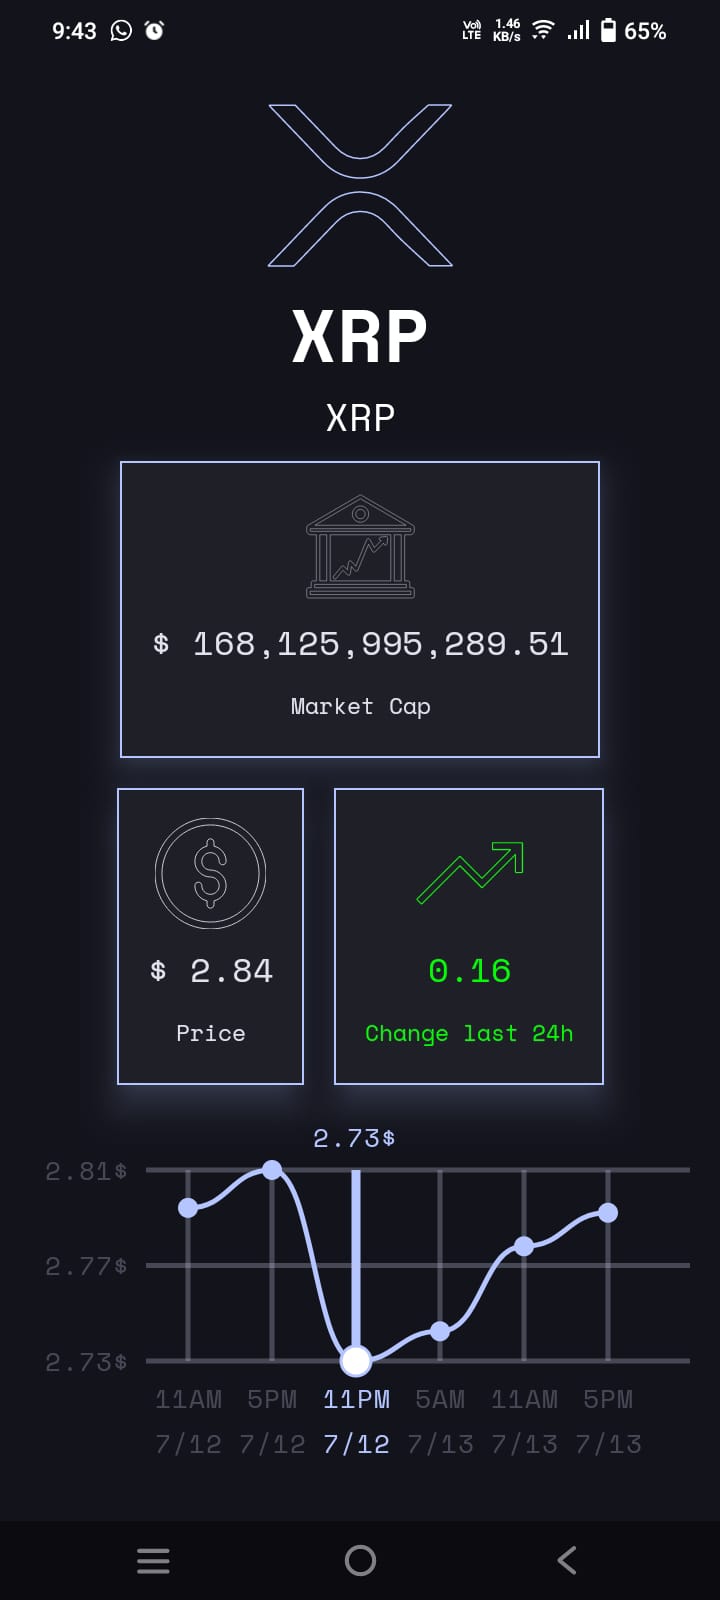 9:43 Vo) LTE 1.46 KB/s 65%
XRP
XRP
$ 168,125,995,289.51
Market Cap
$ 2.84
Price
0.16
Change last 24h
2.73$
2.81$
2.77$
2.73$
11AM 5PM 11PM 5AM 11AM 5PM
7/12 7/12 7/12 7/13 7/13 7/13